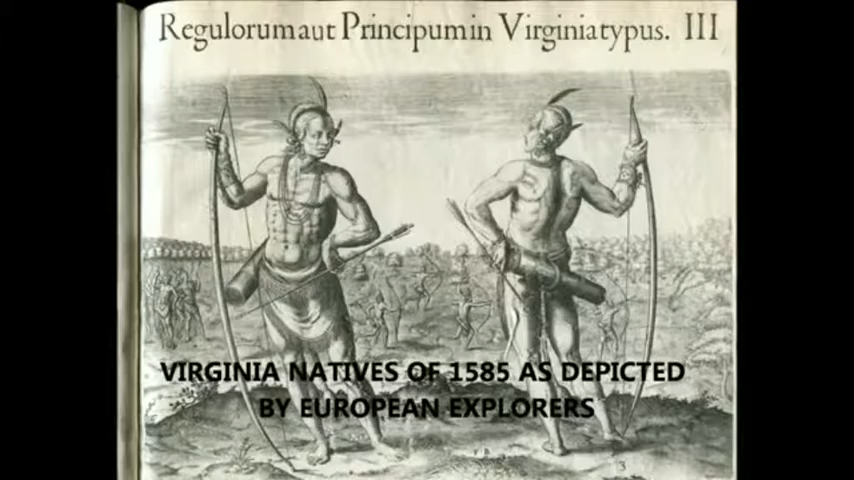 Regulorum aut Principum in Virginia typus. III
VIRGINIA NATIVES OF 1585 AS DEPICTED
BY EUROPEAN EXPLORERS
3